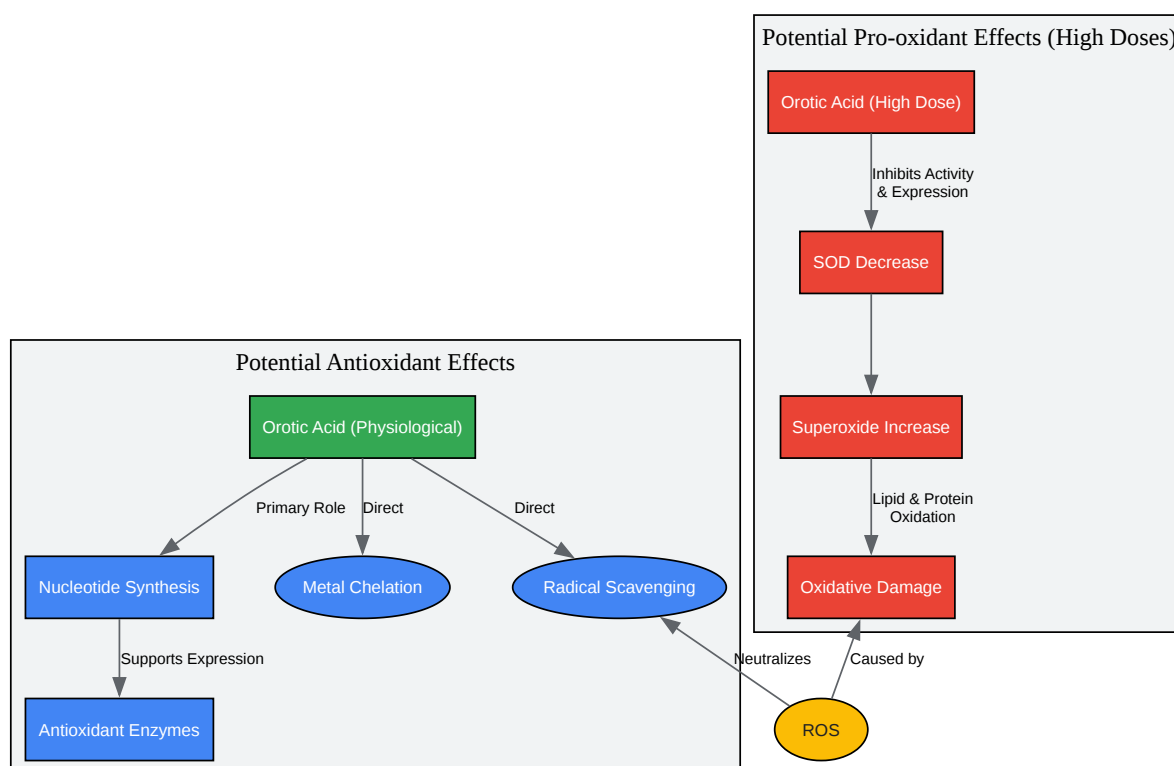 Potential Pro-oxidant Effects (High Doses)
Orotic Acid (High Dose)
Inhibits Activity
& Expression
SOD Decrease
Superoxide Increase
Lipid & Protein
Oxidation
Oxidative Damage
Potential Antioxidant Effects
Orotic Acid (Physiological)
Primary Role
Direct
Direct
Nucleotide Synthesis
Metal Chelation
Radical Scavenging
Supports Expression
Antioxidant Enzymes
Neutralizes
Caused by
ROS